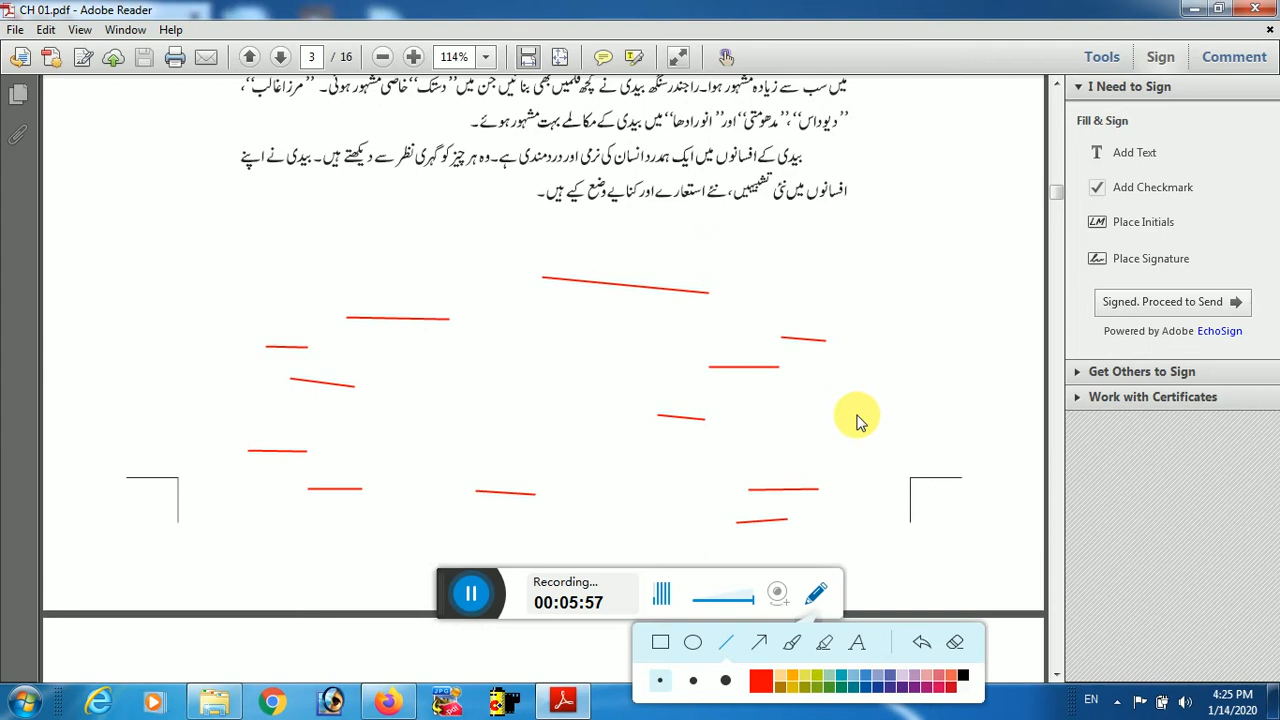 CH 01.pdf - Adobe Reader
File Edit View Window Help
3 / 16 114% Tools Sign Comment
میں سب سے زیادہ مشہور ہوا۔ راجندر سنگھ بیدی نے کچھ فلمیں بھی بنائیں جن میں ’’دستک‘‘ خاصی مشہور ہوئی۔ ’’مرزا غالب‘‘،
’’دیوداس‘‘، ’’مدھومتی‘‘ اور ’’انورادھا‘‘ میں بیدی کے مکالمے بہت مشہور ہوئے۔
بیدی کے افسانوں میں ایک ہمدرد انسان کی نرمی اور دردمندی ہے۔ وہ ہر چیز کو گہری نظر سے دیکھتے ہیں۔ بیدی نے اپنے
افسانوں میں نئی تشبیہیں، نئے استعارے اور کنایے وضع کیے ہیں۔
I Need to Sign
Fill & Sign
T Add Text
Add Checkmark
LM Place Initials
Place Signature
Signed. Proceed to Send
Powered by Adobe EchoSign
Get Others to Sign
Work with Certificates
Recording...
00:05:57
A
JPG
EN
4:25 PM
1/14/2020